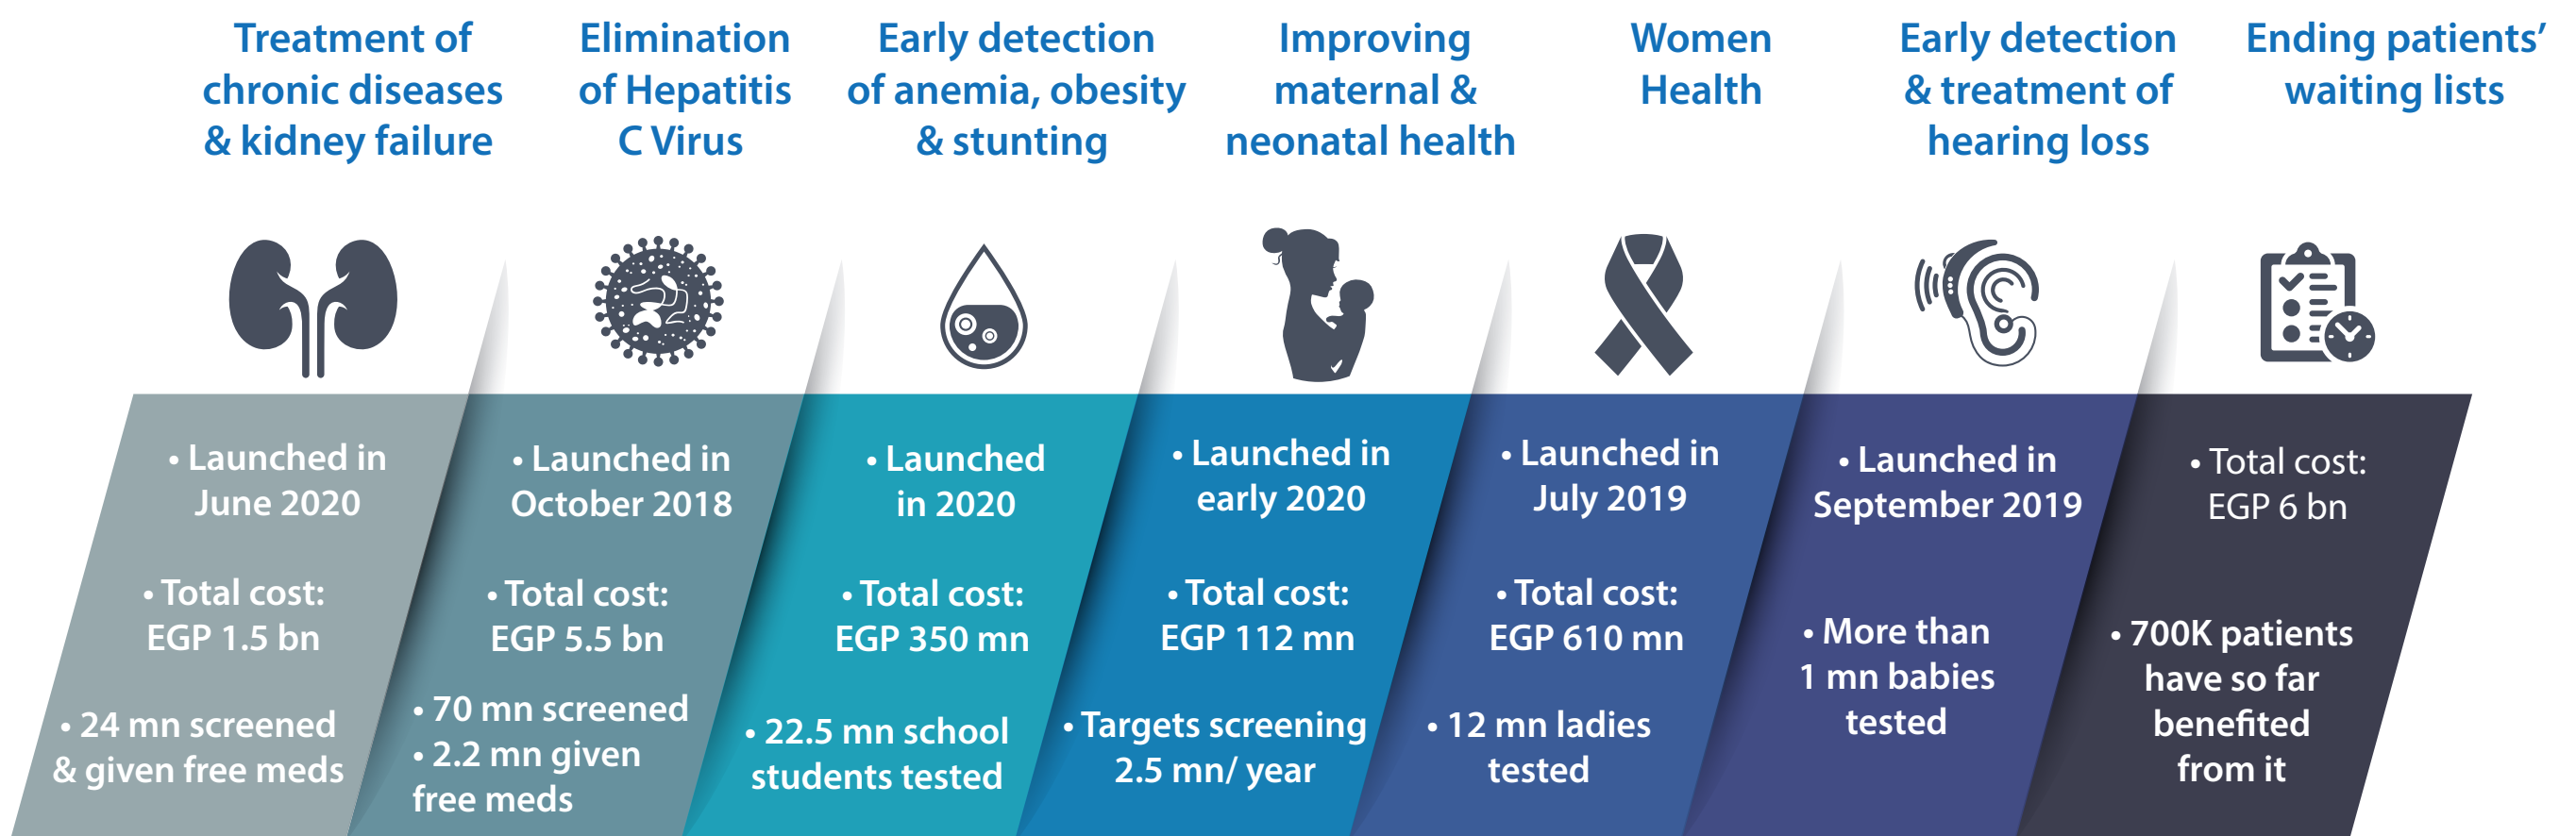 Treatment of
chronic diseases
& kidney failure
Elimination
of Hepatitis
C Virus
Early detection
of anemia, obesity
& stunting
Improving
maternal &
neonatal health
Women
Health
Early detection
& treatment of
hearing loss
Ending patients’
waiting lists
• Launched in
June 2020
• Total cost:
EGP 1.5 bn
• 24 mn screened
& given free meds
• Launched in
October 2018
• Total cost:
EGP 5.5 bn
• 70 mn screened
• 2.2 mn given
free meds
• Launched
in 2020
• Total cost:
EGP 350 mn
• 22.5 mn school
students tested
• Launched in
early 2020
• Total cost:
EGP 112 mn
• Targets screening
2.5 mn/ year
• Launched in
July 2019
• Total cost:
EGP 610 mn
• 12 mn ladies
tested
• Launched in
September 2019
• More than
1 mn babies
tested
• Total cost:
EGP 6 bn
• 700K patients
have so far
benefited
from it